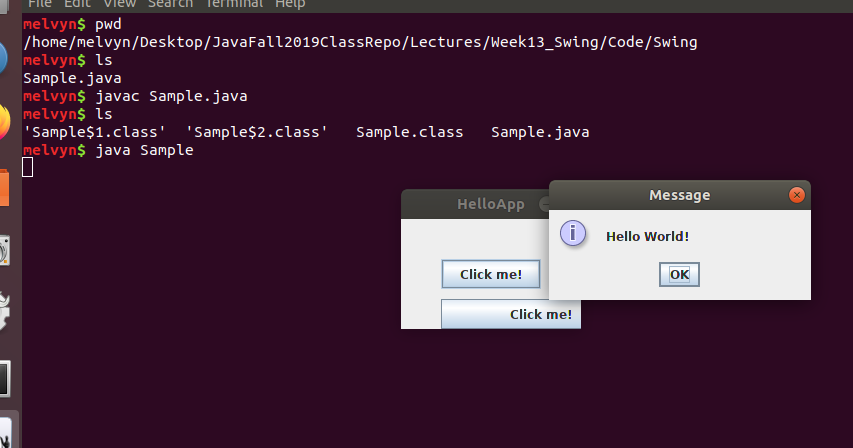 File Edit View Search Terminal Help
melvyn$ pwd
/home/melvyn/Desktop/JavaFall2019ClassRepo/Lectures/Week13_Swing/Code/Swing
melvyn$ ls
Sample.java
melvyn$ javac Sample.java
melvyn$ ls
'Sample$1.class'  'Sample$2.class'   Sample.class   Sample.java
melvyn$ java Sample
HelloApp
Click me!
Click me!
Message
i
Hello World!
OK